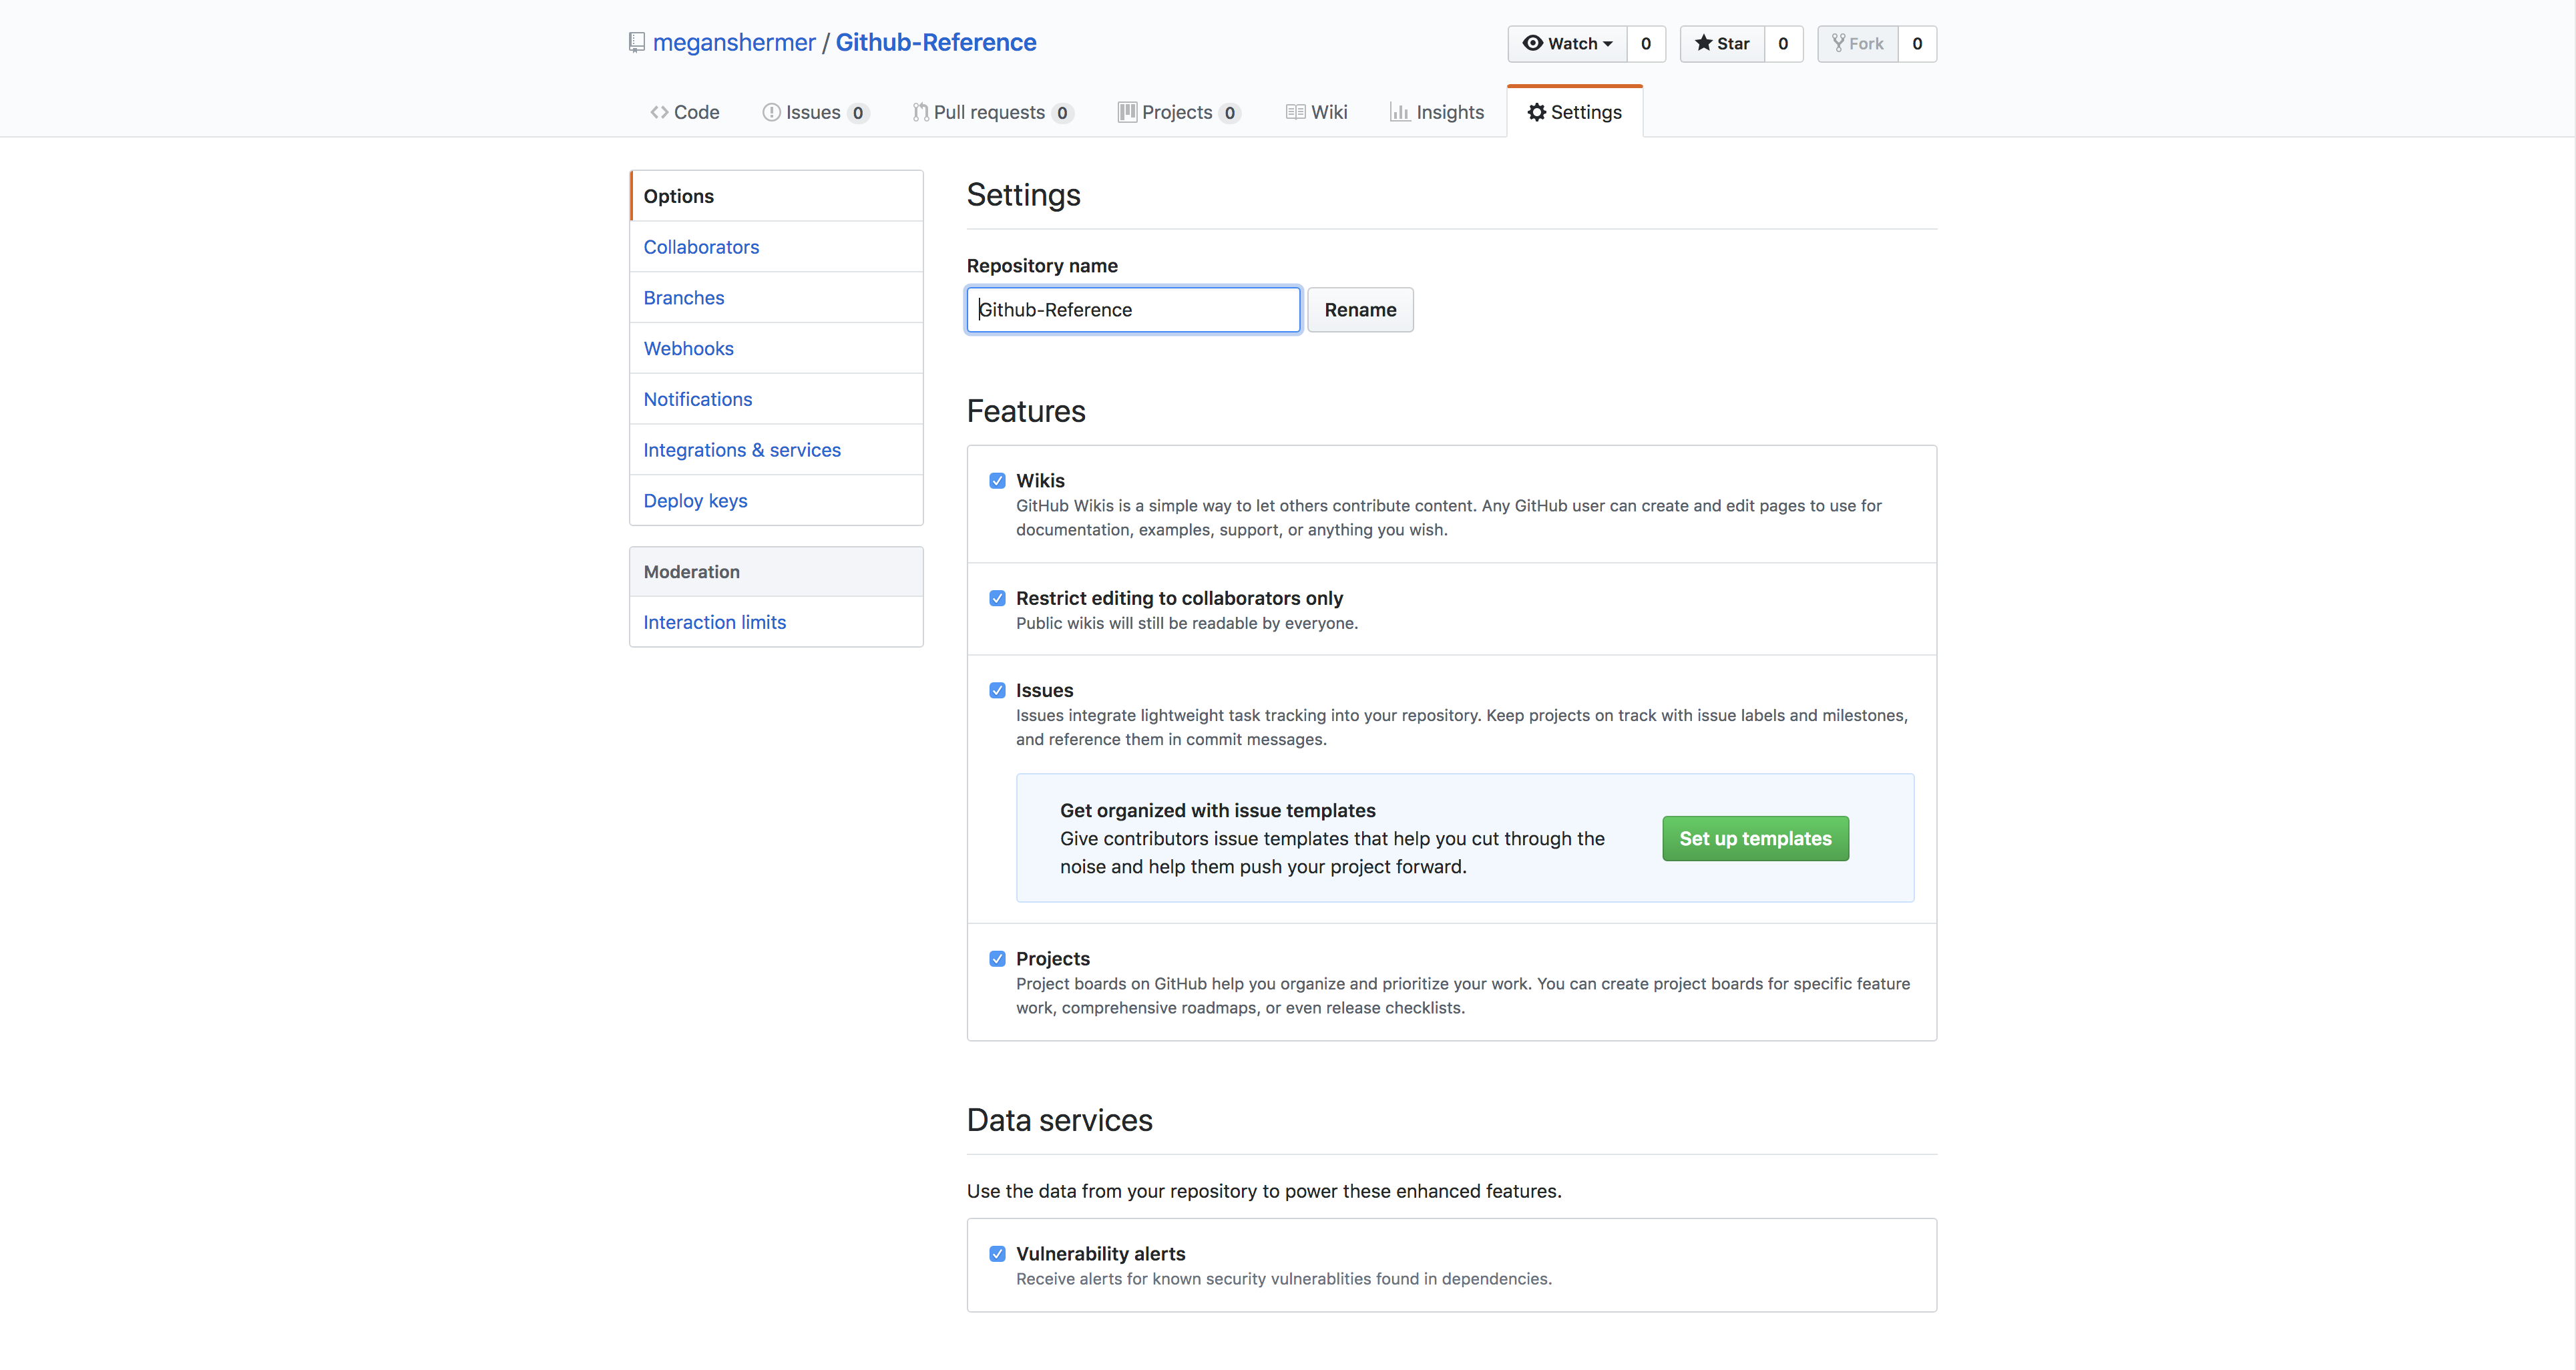 meganshermer / Github-Reference
Watch 0 Star 0 Fork 0
Code Issues 0 Pull requests 0 Projects 0 Wiki Insights Settings
Options
Collaborators
Branches
Webhooks
Notifications
Integrations & services
Deploy keys
Moderation
Interaction limits
Settings
Repository name
Github-Reference Rename
Features
Wikis
GitHub Wikis is a simple way to let others contribute content. Any GitHub user can create and edit pages to use for
documentation, examples, support, or anything you wish.
Restrict editing to collaborators only
Public wikis will still be readable by everyone.
Issues
Issues integrate lightweight task tracking into your repository. Keep projects on track with issue labels and milestones,
and reference them in commit messages.
Get organized with issue templates
Give contributors issue templates that help you cut through the
noise and help them push your project forward.
Set up templates
Projects
Project boards on GitHub help you organize and prioritize your work. You can create project boards for specific feature
work, comprehensive roadmaps, or even release checklists.
Data services
Use the data from your repository to power these enhanced features.
Vulnerability alerts
Receive alerts for known security vulnerablities found in dependencies.